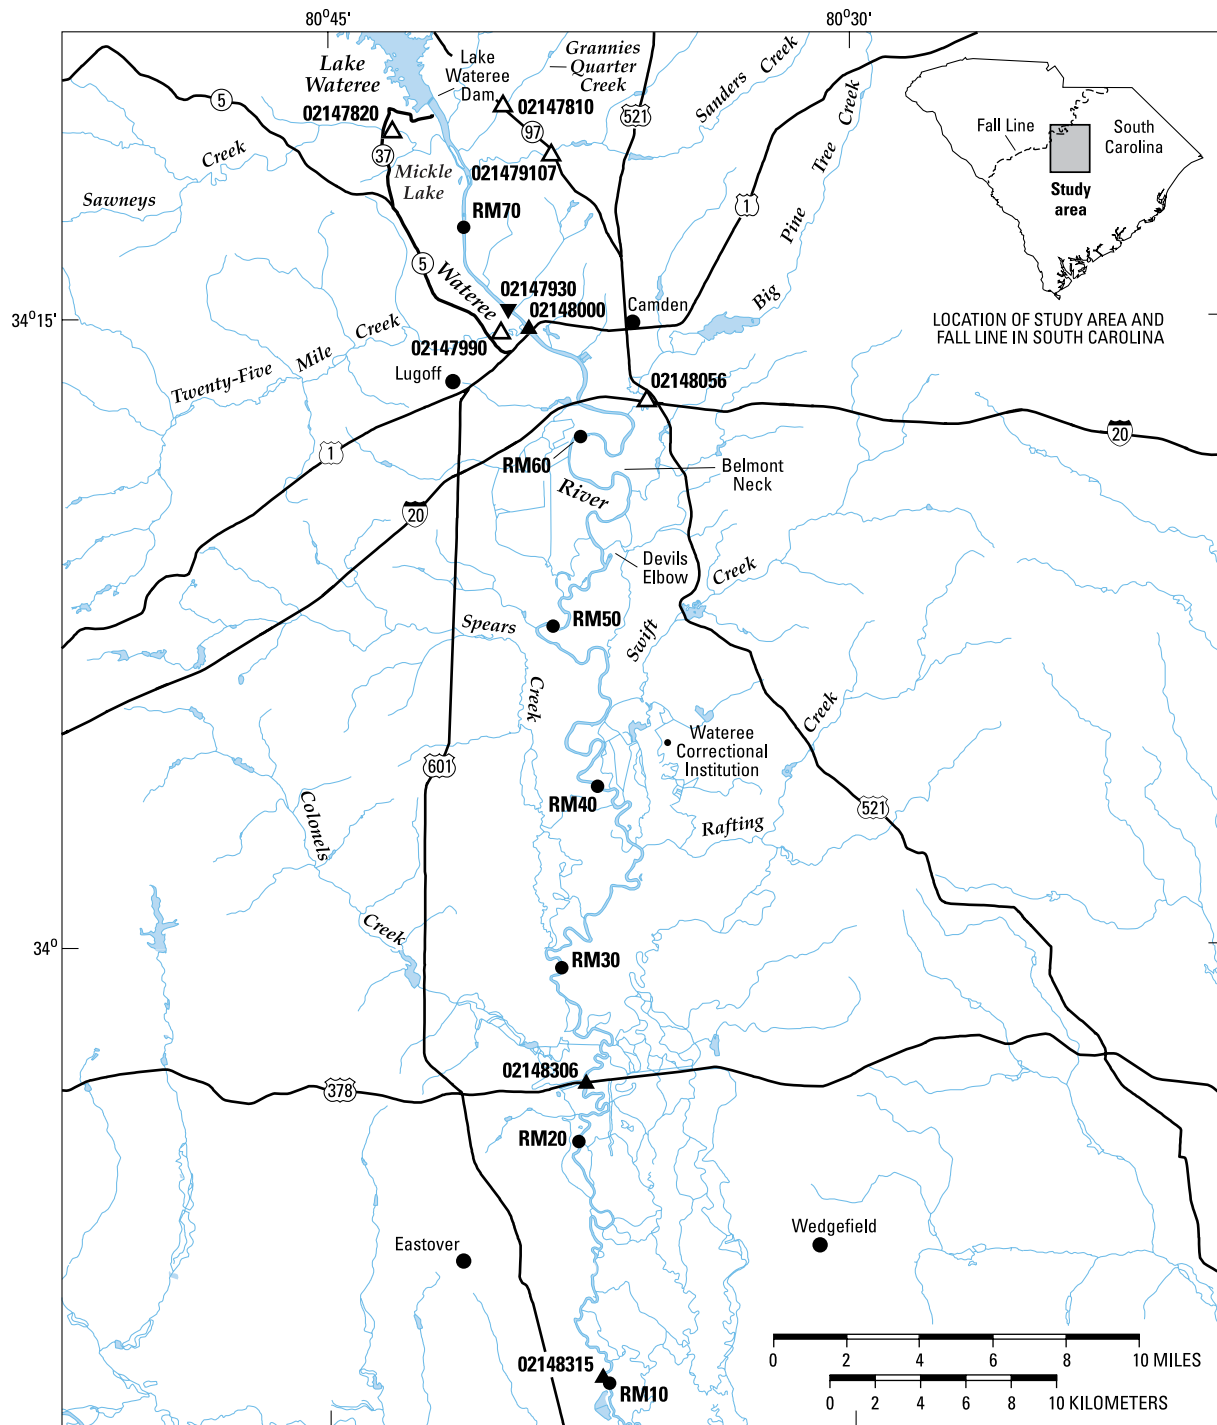 80°45'
80°30'
Lake
Wateree
Lake
Wateree
Dam
Grannies
Quarter
Creek
Sanders Creek
5
02147820
02147810
97
521
37
021479107
Mickle
Lake
Sawneys Creek
RM70
1
Big Pine Tree Creek
Fall Line
South
Carolina
Study
area
LOCATION OF STUDY AREA AND
FALL LINE IN SOUTH CAROLINA
5
Wateree
02147930
02148000
Camden
34°15'
02147990
Lugoff
Twenty-Five Mile Creek
02148056
20
1
RM60
Belmont
Neck
River
20
Devils
Elbow
Swift Creek
Spears Creek
RM50
Wateree
Correctional
Institution
601
RM40
Rafting Creek
521
Colonels Creek
34°
RM30
02148306
378
RM20
Eastover
Wedgefield
02148315
RM10
0 2 4 6 8 10 MILES
0 2 4 6 8 10 KILOMETERS